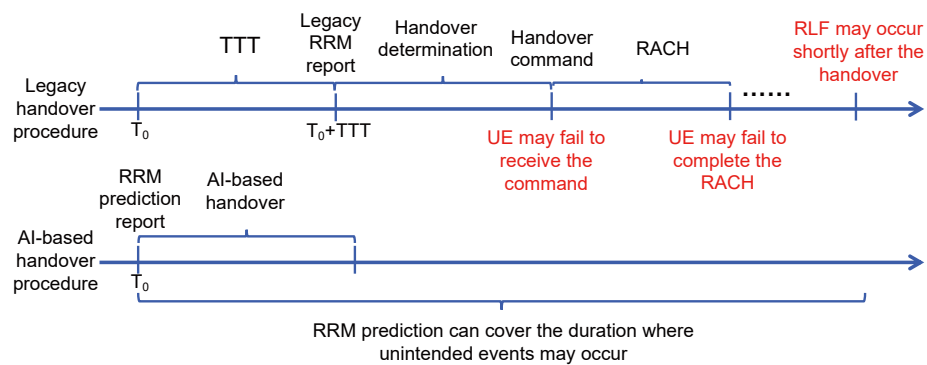 TTT
Legacy
RRM
report
Handover
determination
Handover
command
RACH
RLF may occur
shortly after the
handover
Legacy
handover
procedure
......
T0
T0+TTT
UE may fail to
receive the
command
UE may fail to
complete the
RACH
RRM
prediction
report
AI-based
handover
AI-based
handover
procedure
T0
RRM prediction can cover the duration where
unintended events may occur